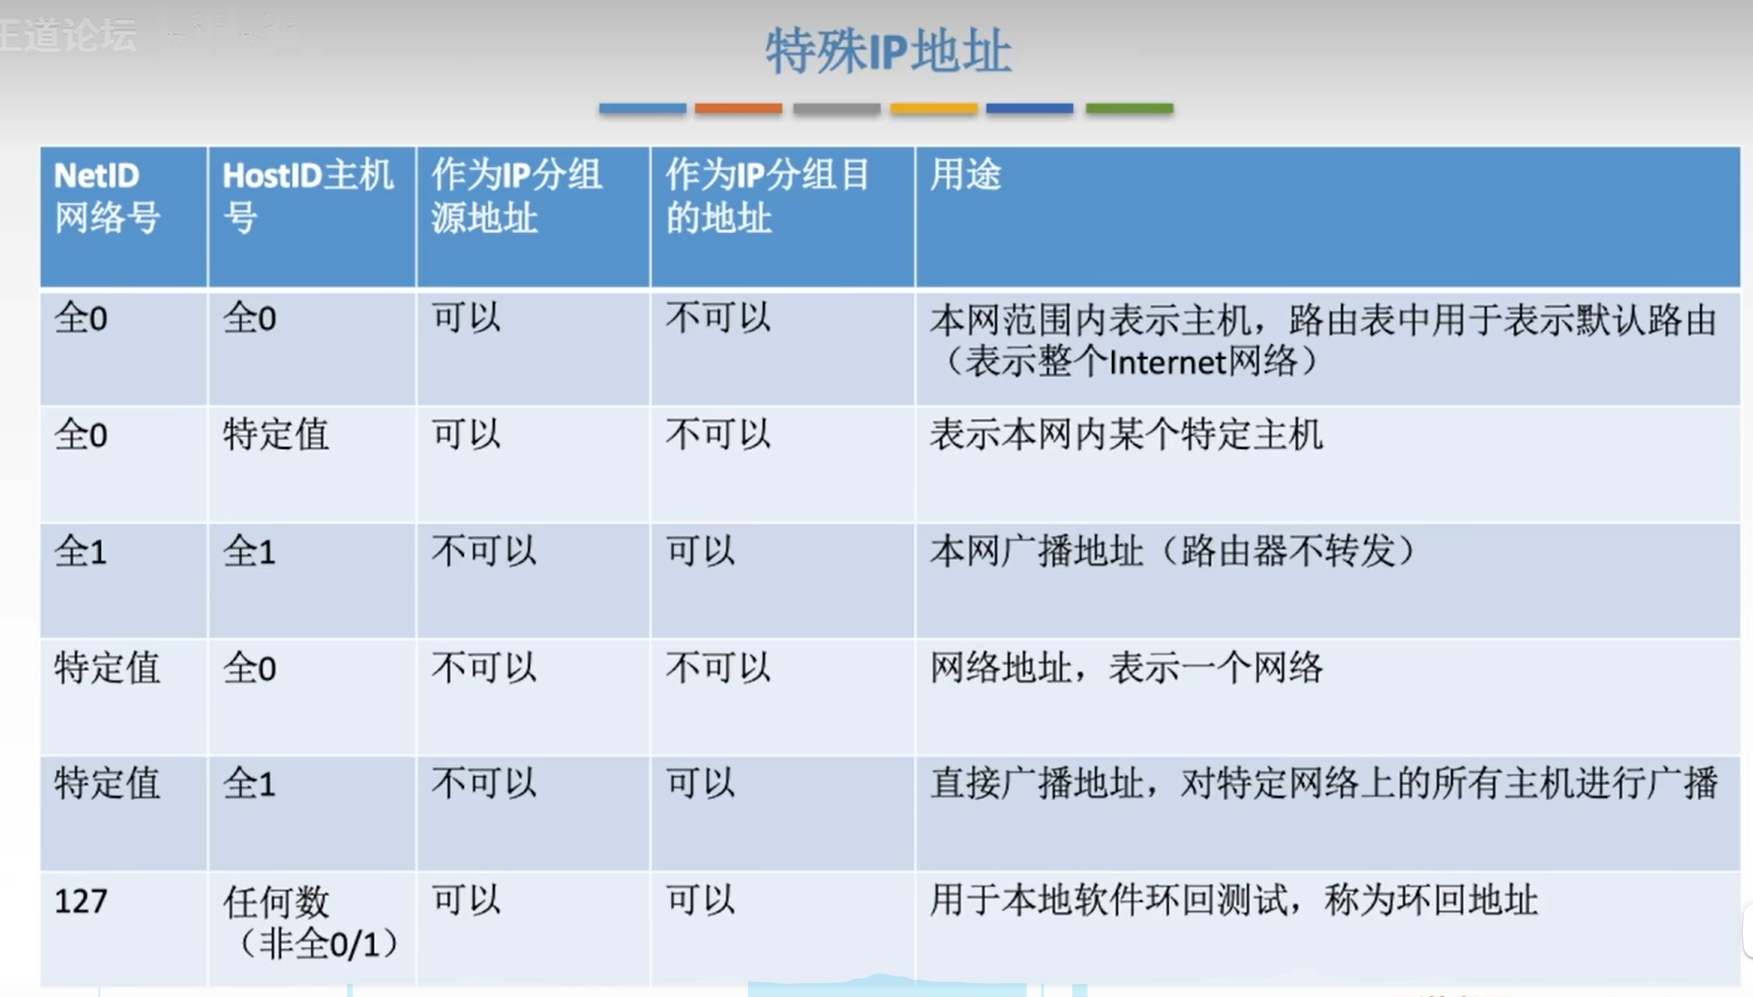 王道论坛
特殊IP地址
NetID
网络号
HostID主机
号
作为IP分组
源地址
作为IP分组目
的地址
用途
全0
全0
可以
不可以
本网范围内表示主机，路由表中用于表示默认路由
（表示整个Internet网络）
全0
特定值
可以
不可以
表示本网内某个特定主机
全1
全1
不可以
可以
本网广播地址（路由器不转发）
特定值
全0
不可以
不可以
网络地址，表示一个网络
特定值
全1
不可以
可以
直接广播地址，对特定网络上的所有主机进行广播
127
任何数
（非全0/1）
可以
可以
用于本地软件环回测试，称为环回地址